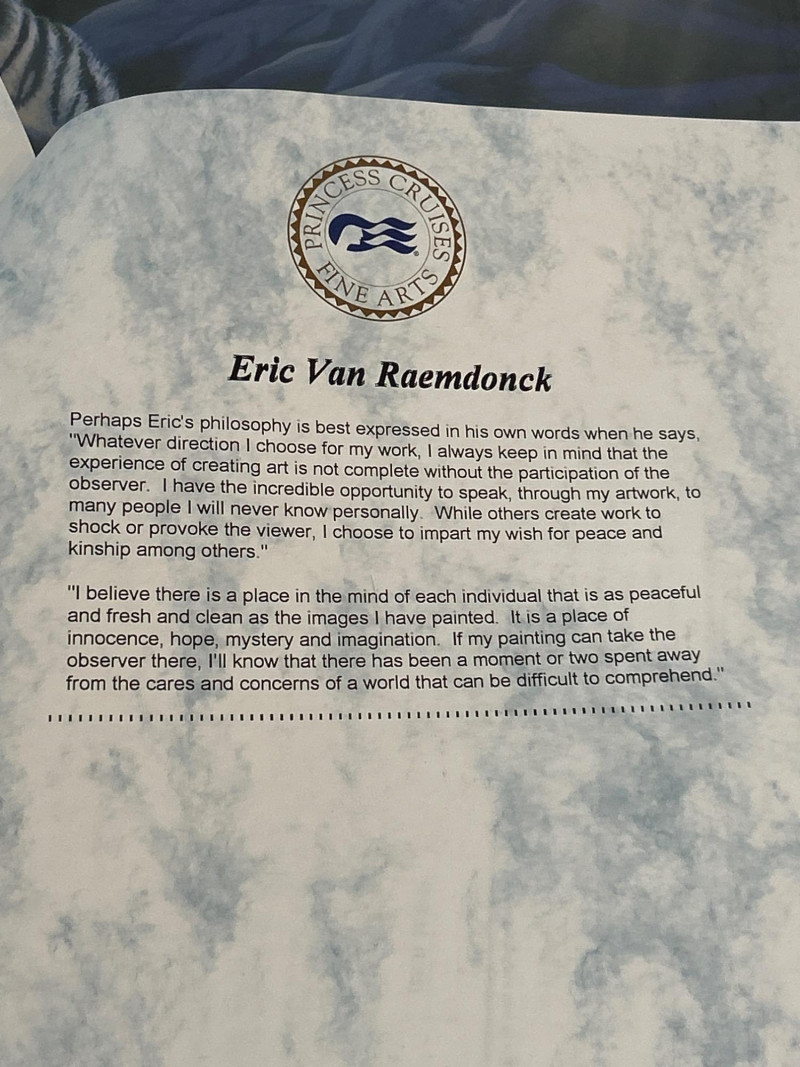 PRINCESS CRUISES
FINE ARTS
Eric Van Raemdonck
Perhaps Eric's philosophy is best expressed in his own words when he says,
"Whatever direction I choose for my work, I always keep in mind that the
experience of creating art is not complete without the participation of the
observer.  I have the incredible opportunity to speak, through my artwork, to
many people I will never know personally.  While others create work to
shock or provoke the viewer, I choose to impart my wish for peace and
kinship among others."
"I believe there is a place in the mind of each individual that is as peaceful
and fresh and clean as the images I have painted.  It is a place of
innocence, hope, mystery and imagination.  If my painting can take the
observer there, I'll know that there has been a moment or two spent away
from the cares and concerns of a world that can be difficult to comprehend."